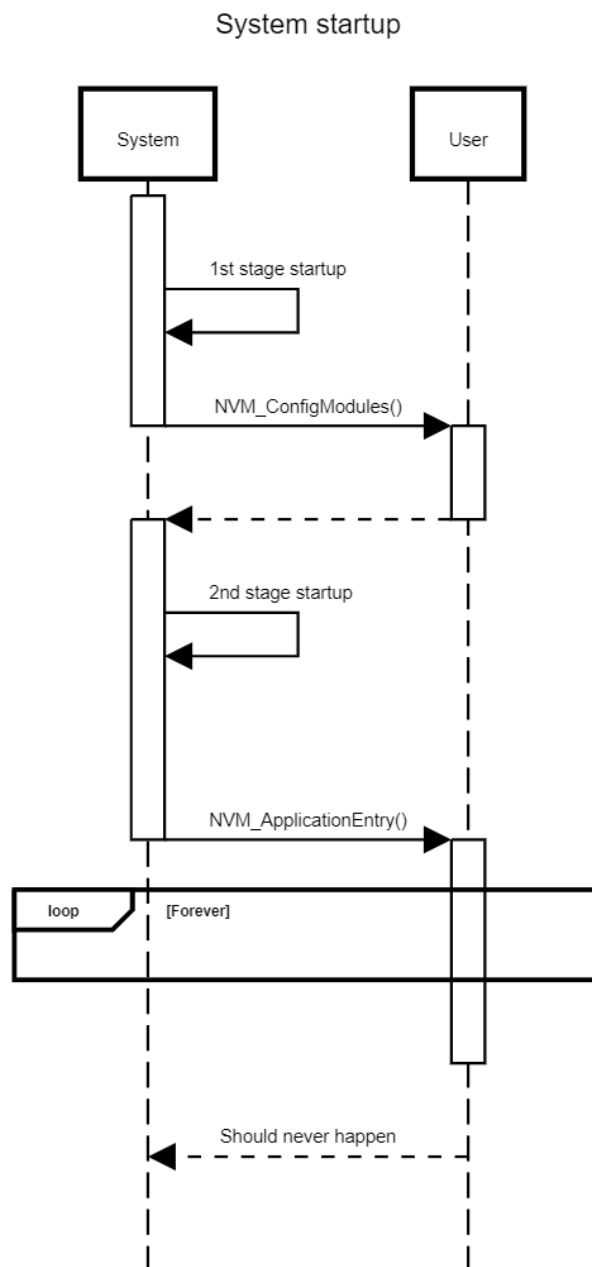 System startup
System
User
1st stage startup
NVM_ConfigModules()
2nd stage startup
NVM_ApplicationEntry()
loop
[Forever]
Should never happen